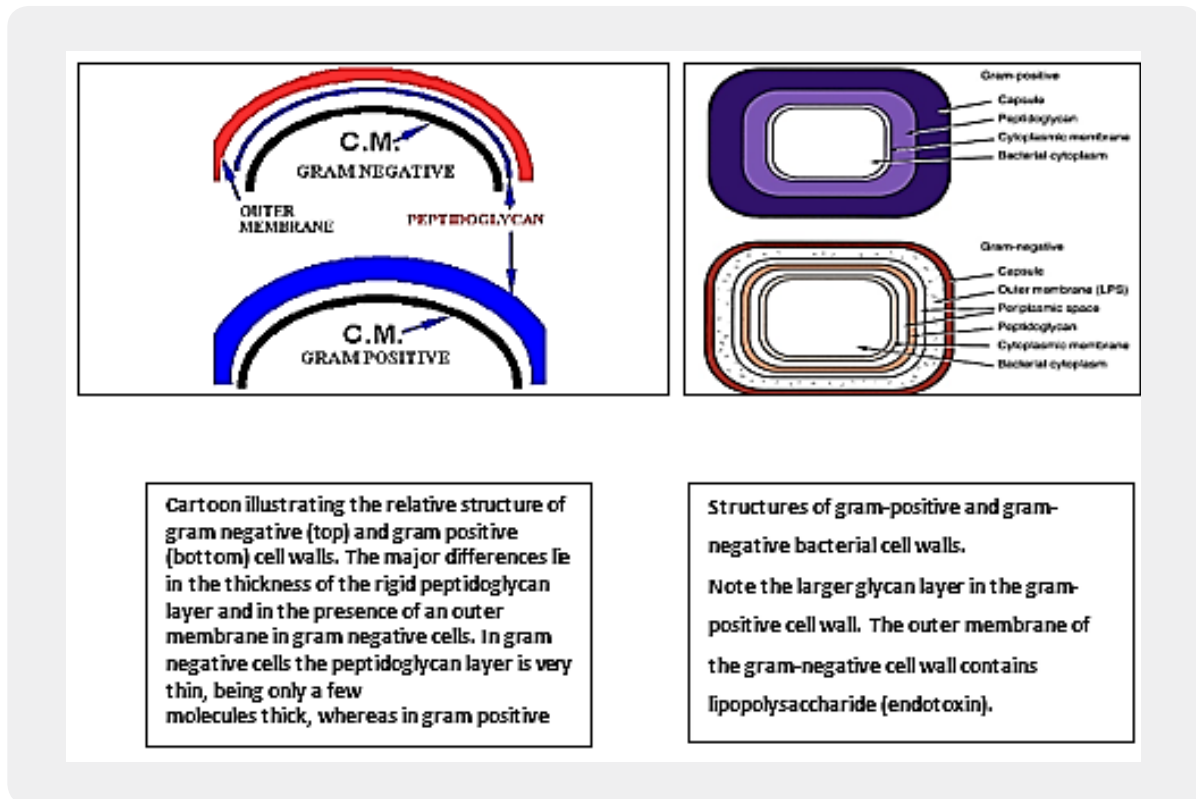 C.M.
GRAM NEGATIVE
OUTER
MEMBRANE
PEPTIDOGLYCAN
C.M.
GRAM POSITIVE
Gram-positive
Capsule
Peptidoglycan
Cytoplasmic membrane
Bacterial cytoplasm
Gram-negative
Capsule
Outer membrane (LPS)
Periplasmic space
Peptidoglycan
Cytoplasmic membrane
Bacterial cytoplasm
Cartoon illustrating the relative structure of
gram negative (top) and gram positive
(bottom) cell walls. The major differences lie
in the thickness of the rigid peptidoglycan
layer and in the presence of an outer
membrane in gram negative cells. In gram
negative cells the peptidoglycan layer is very
thin, being only a few
molecules thick, whereas in gram positive
Structures of gram-positive and gram-
negative bacterial cell walls.
Note the larger glycan layer in the gram-
positive cell wall. The outer membrane of
the gram-negative cell wall contains
lipopolysaccharide (endotoxin).